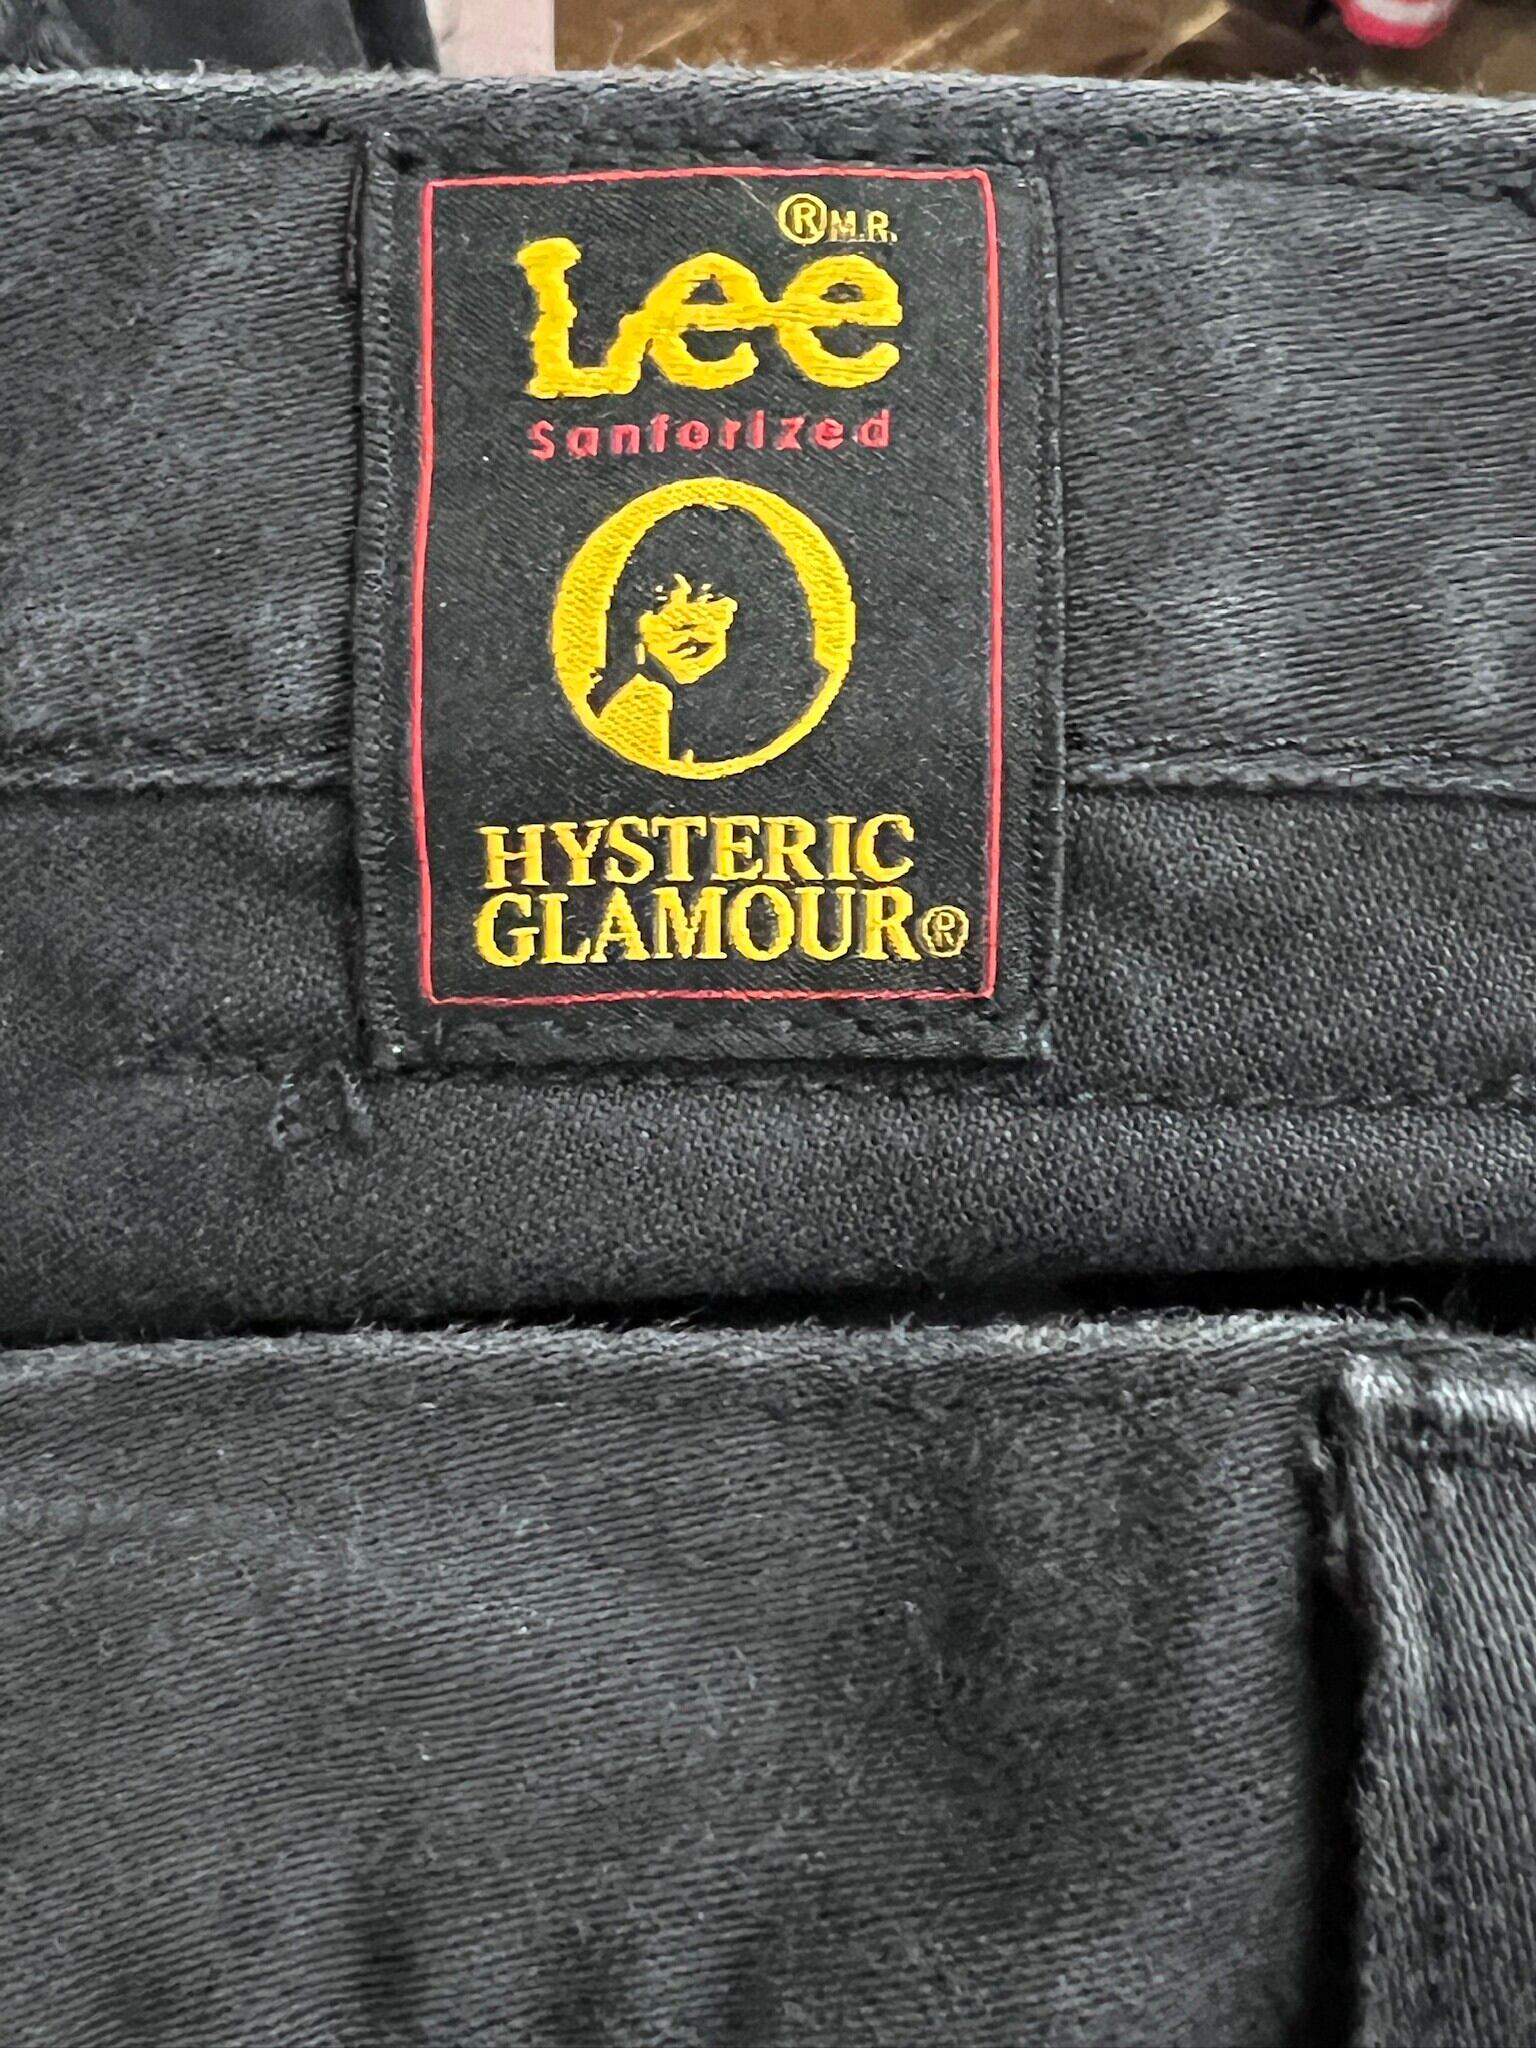 ® M.R.
Lee
Sanforized
HYSTERIC
GLAMOUR®